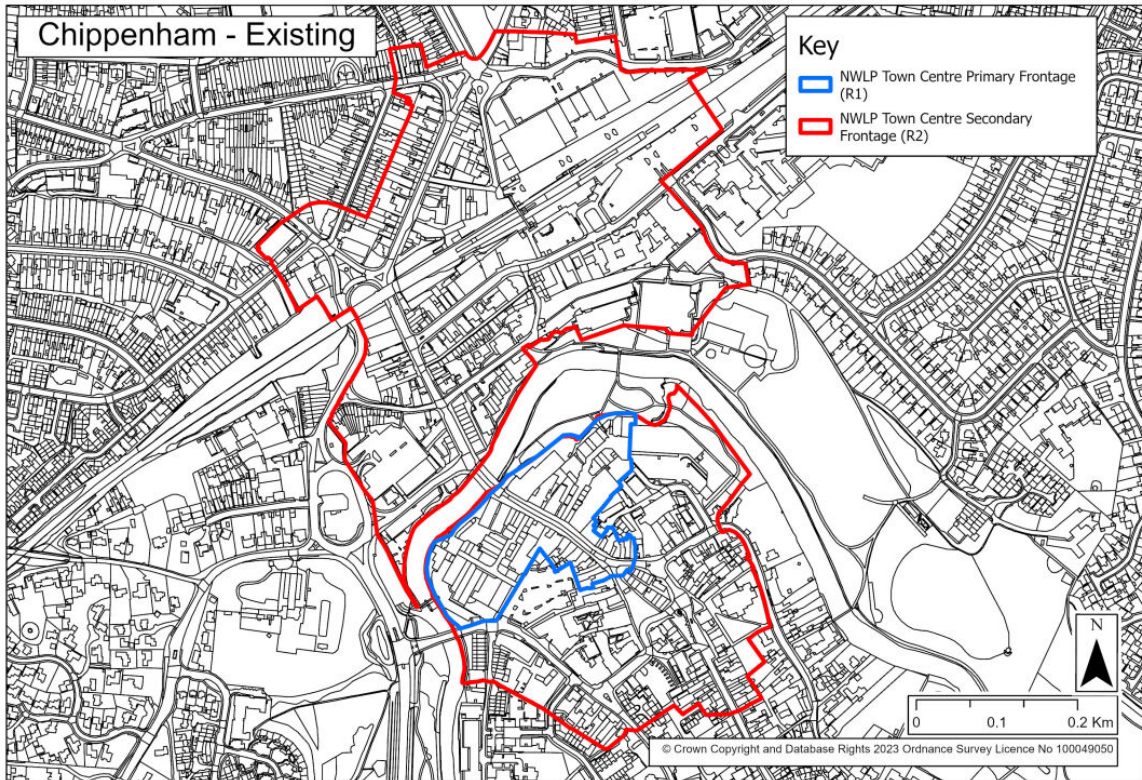 Chippenham - Existing
Key
NWLP Town Centre Primary Frontage
(R1)
NWLP Town Centre Secondary
Frontage (R2)
N
0 0.1 0.2 Km
© Crown Copyright and Database Rights 2023 Ordnance Survey Licence No 100049050